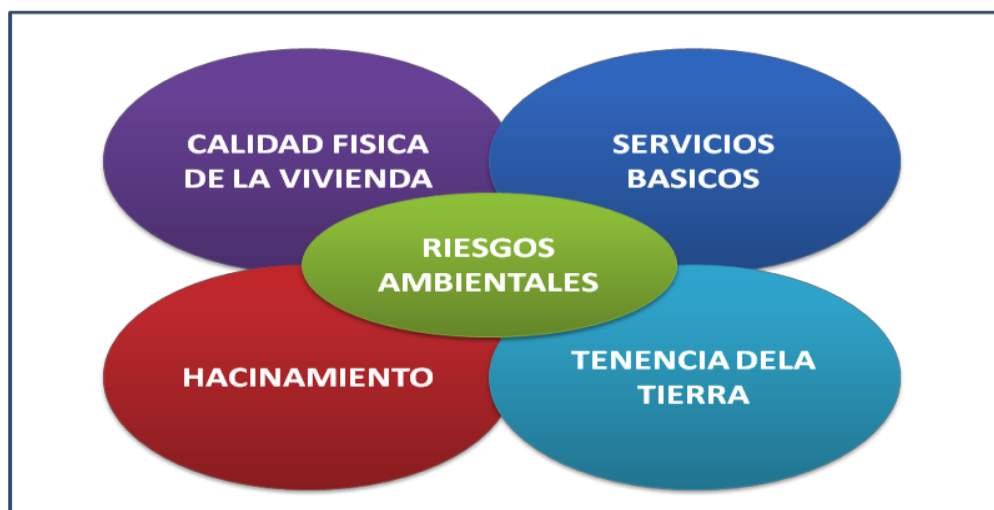 CALIDAD FISICA
DE LA VIVIENDA
SERVICIOS
BASICOS
RIESGOS
AMBIENTALES
HACINAMIENTO
TENENCIA DELA
TIERRA